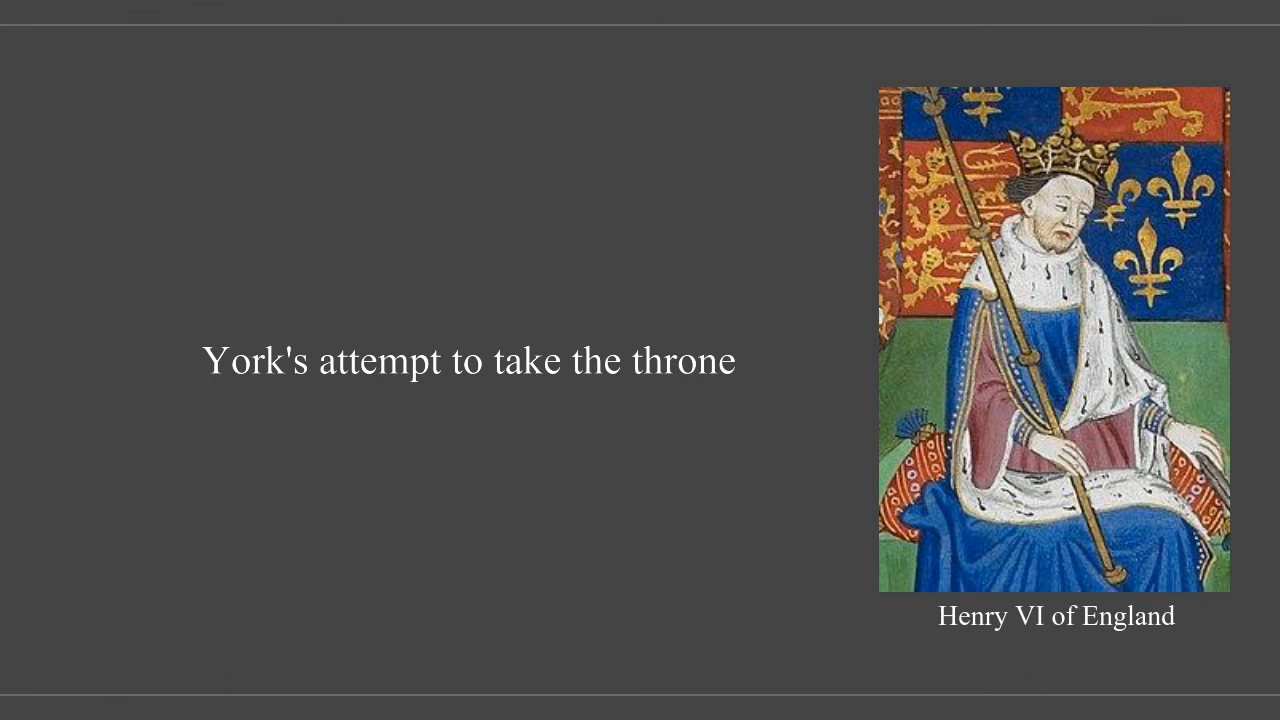 York's attempt to take the throne
Henry VI of England